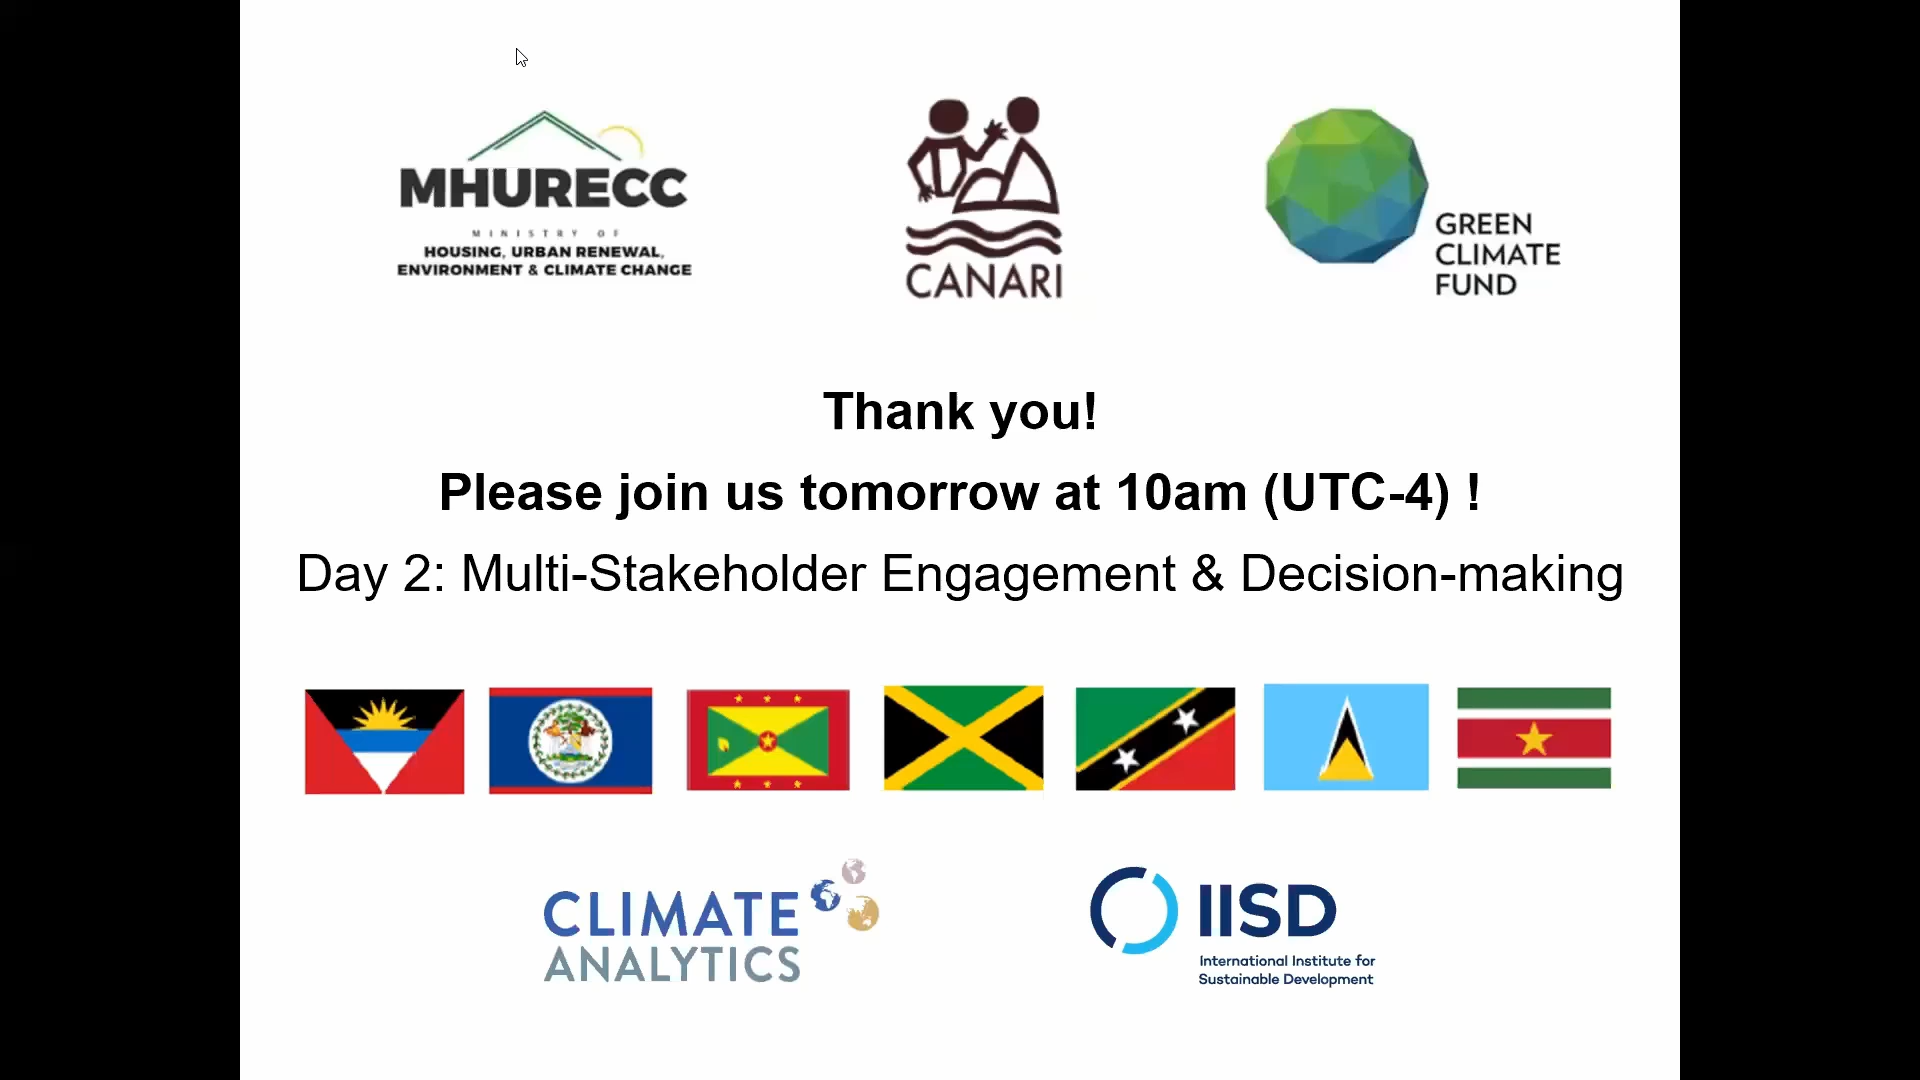 MHURECC
MINISTRY OF
HOUSING, URBAN RENEWAL,
ENVIRONMENT & CLIMATE CHANGE
CANARI
GREEN
CLIMATE
FUND
Thank you!
Please join us tomorrow at 10am (UTC-4) !
Day 2: Multi-Stakeholder Engagement & Decision-making
CLIMATE
ANALYTICS
IISD
International Institute for
Sustainable Development